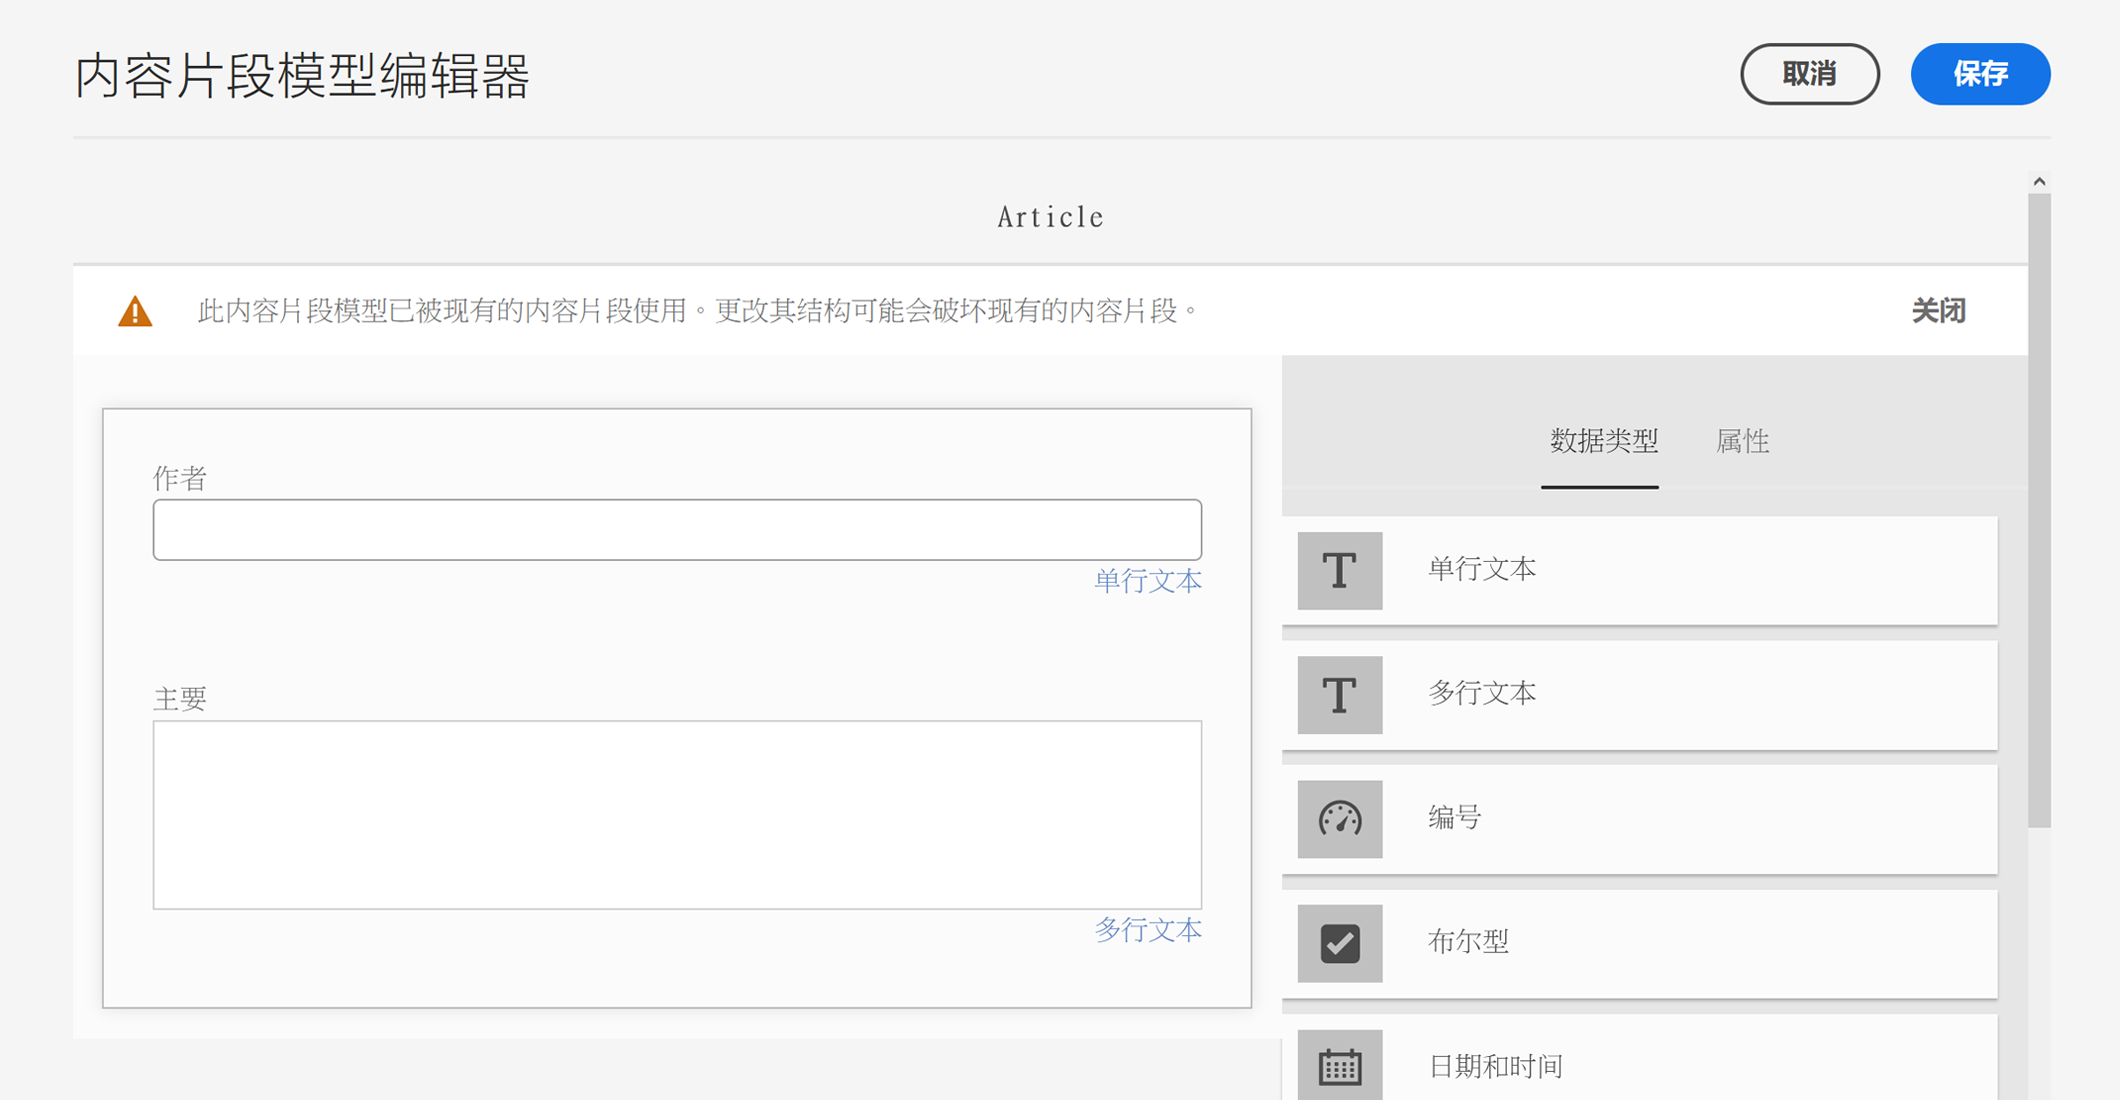 内容片段模型编辑器
取消
保存
Article
此内容片段模型已被现有的内容片段使用。更改其结构可能会破坏现有的内容片段。
关闭
作者
单行文本
主要
多行文本
数据类型
属性
单行文本
多行文本
编号
布尔型
日期和时间